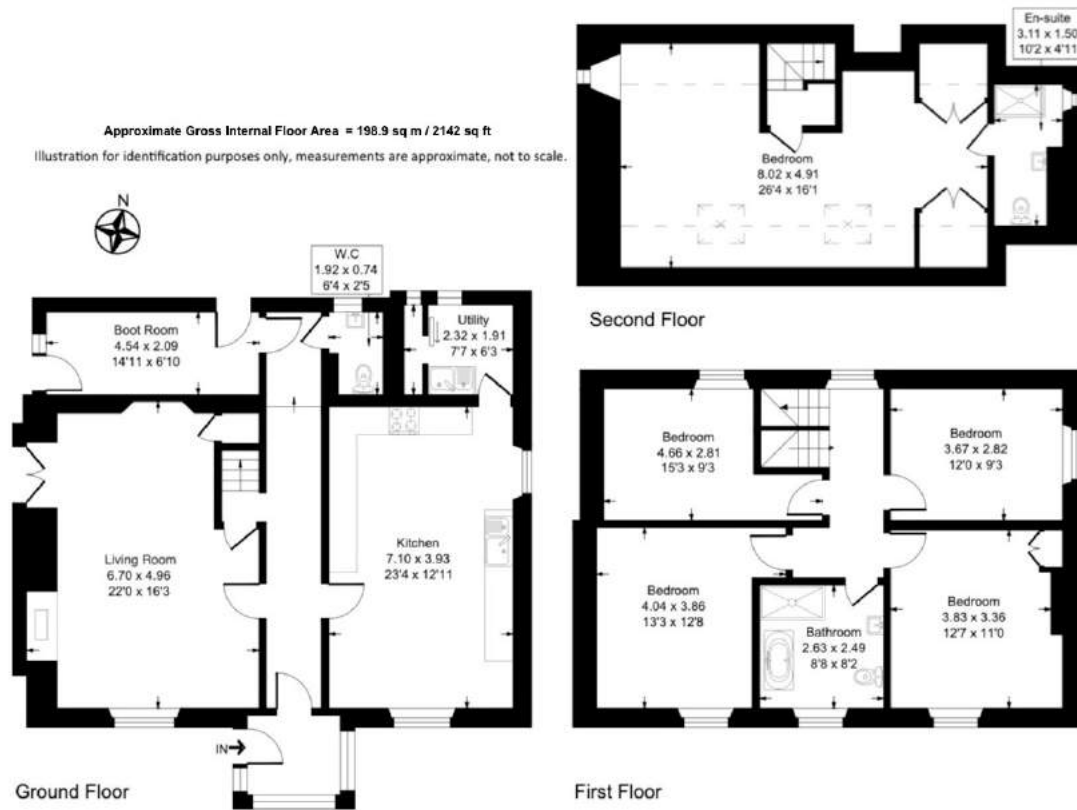 Approximate Gross Internal Floor Area = 198.9 sq m / 2142 sq ft
Illustration for identification purposes only, measurements are approximate, not to scale.
N
En-suite
3.11 x 1.50
10'2 x 4'11
Bedroom
8.02 x 4.91
26'4 x 16'1
Second Floor
W.C
1.92 x 0.74
6'4 x 2'5
Boot Room
4.54 x 2.09
14'11 x 6'10
Utility
2.32 x 1.91
7'7 x 6'3
Living Room
6.70 x 4.96
22'0 x 16'3
Kitchen
7.10 x 3.93
23'4 x 12'11
IN
Ground Floor
Bedroom
4.66 x 2.81
15'3 x 9'3
Bedroom
3.67 x 2.82
12'0 x 9'3
Bedroom
4.04 x 3.86
13'3 x 12'8
Bathroom
2.63 x 2.49
8'8 x 8'2
Bedroom
3.83 x 3.36
12'7 x 11'0
First Floor